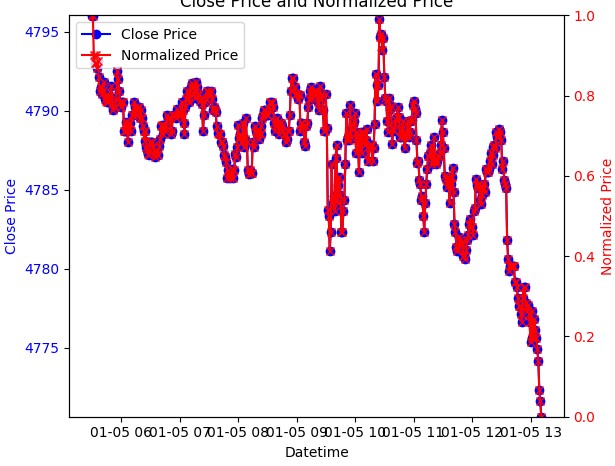 Close Price and Normalized Price
Close Price
Normalized Price
4795
4790
4785
4780
4775
Close Price
1.0
0.8
0.6
0.4
0.2
0.0
Normalized Price
01-05 06 01-05 07 01-05 08 01-05 09 01-05 10 01-05 11 01-05 12 01-05 13
Datetime